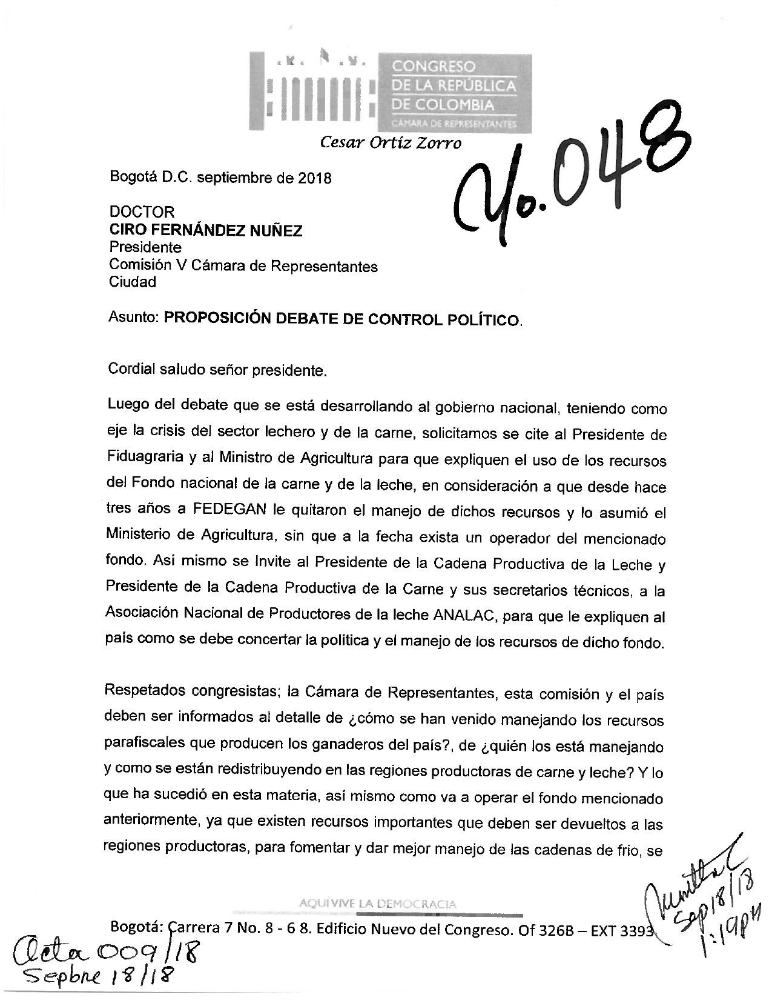 CONGRESO
DE LA REPÚBLICA
DE COLOMBIA
CÁMARA DE REPRESENTANTES
Cesar Ortíz Zorro
No. 048
Bogotá D.C. septiembre de 2018
DOCTOR
CIRO FERNÁNDEZ NUÑEZ
Presidente
Comisión V Cámara de Representantes
Ciudad
Asunto: PROPOSICIÓN DEBATE DE CONTROL POLÍTICO.
Cordial saludo señor presidente.
Luego del debate que se está desarrollando al gobierno nacional, teniendo como
eje la crisis del sector lechero y de la carne, solicitamos se cite al Presidente de
Fiduagraria y al Ministro de Agricultura para que expliquen el uso de los recursos
del Fondo nacional de la carne y de la leche, en consideración a que desde hace
tres años a FEDEGAN le quitaron el manejo de dichos recursos y lo asumió el
Ministerio de Agricultura, sin que a la fecha exista un operador del mencionado
fondo. Así mismo se Invite al Presidente de la Cadena Productiva de la Leche y
Presidente de la Cadena Productiva de la Carne y sus secretarios técnicos, a la
Asociación Nacional de Productores de la leche ANALAC, para que le expliquen al
país como se debe concertar la política y el manejo de los recursos de dicho fondo.
Respetados congresistas; la Cámara de Representantes, esta comisión y el país
deben ser informados al detalle de ¿cómo se han venido manejando los recursos
parafiscales que producen los ganaderos del país?, de ¿quién los está manejando
y como se están redistribuyendo en las regiones productoras de carne y leche? Y lo
que ha sucedió en esta materia, así mismo como va a operar el fondo mencionado
anteriormente, ya que existen recursos importantes que deben ser devueltos a las
regiones productoras, para fomentar y dar mejor manejo de las cadenas de frio, se
Sep 18/18
1:19pm
AQUÍ VIVE LA DEMOCRACIA
Bogotá: Carrera 7 No. 8 - 6 8. Edificio Nuevo del Congreso. Of 326B – EXT 3393
Acta 009/18
Sepbre 18/18